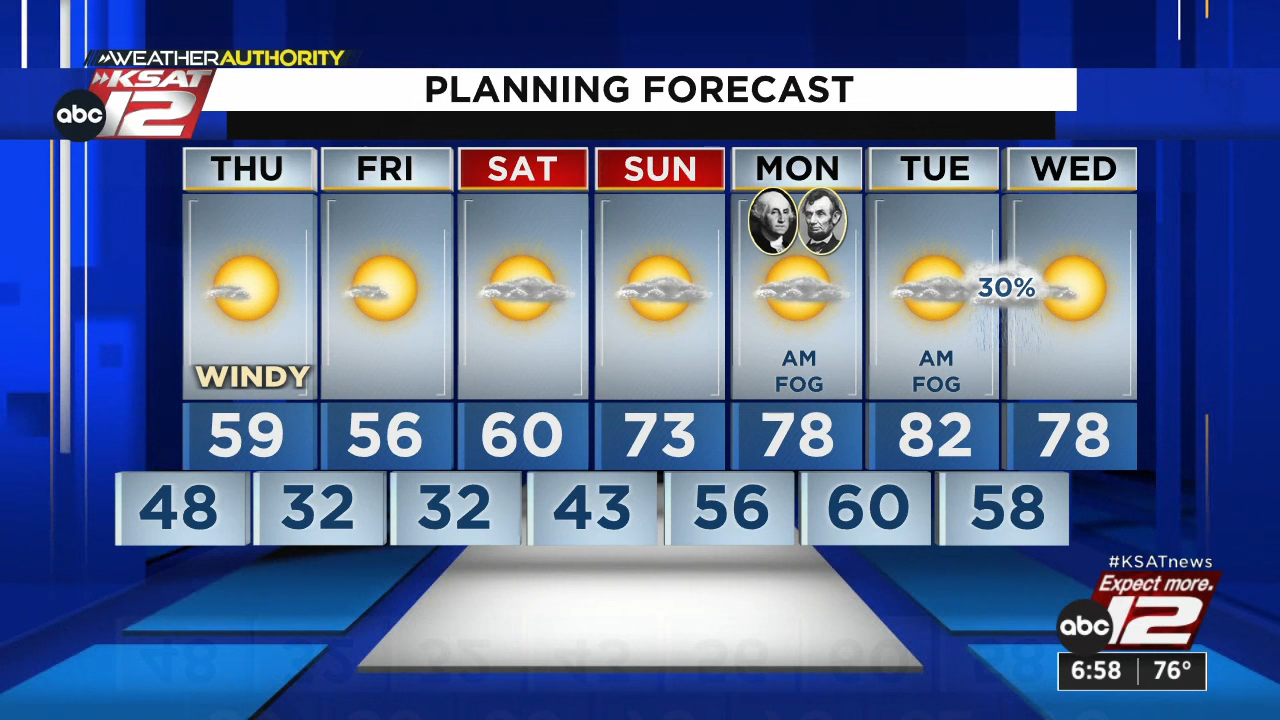 WEATHERAUTHORITY
KSAT
abc 12
PLANNING FORECAST
THU FRI SAT SUN MON TUE WED
30%
WINDY
AM FOG
AM FOG
59 56 60 73 78 82 78
48 32 32 43 56 60 58
#KSATnews
Expect more.
abc 12
6:58 76°